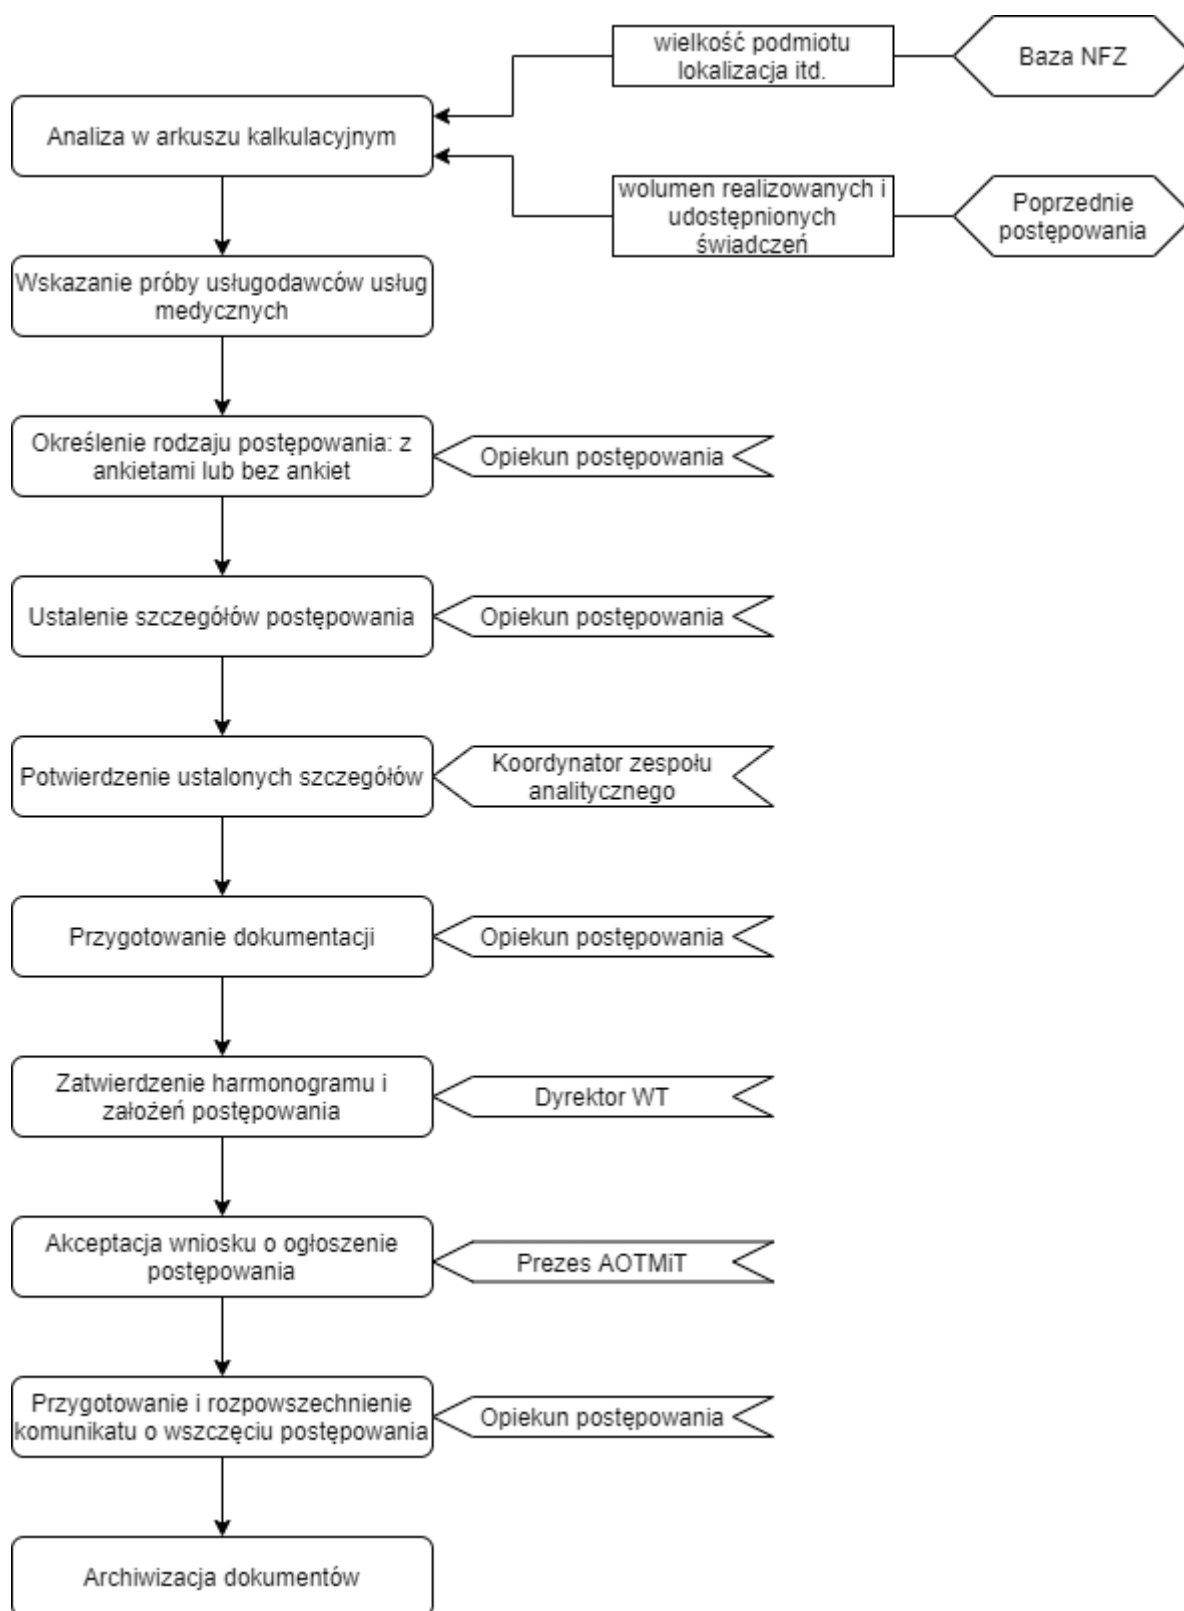 wielkość podmiotu
lokalizacja itd.
Baza NFZ
Analiza w arkuszu kalkulacyjnym
wolumen realizowanych i
udostępnionych
świadczeń
Poprzednie
postępowania
Wskazanie próby usługodawców usług
medycznych
Określenie rodzaju postępowania: z
ankietami lub bez ankiet
Opiekun postępowania
Ustalenie szczegółów postępowania
Opiekun postępowania
Potwierdzenie ustalonych szczegółów
Koordynator zespołu
analitycznego
Przygotowanie dokumentacji
Opiekun postępowania
Zatwierdzenie harmonogramu i
założeń postępowania
Dyrektor WT
Akceptacja wniosku o ogłoszenie
postępowania
Prezes AOTMiT
Przygotowanie i rozpowszechnienie
komunikatu o wszczęciu postępowania
Opiekun postępowania
Archiwizacja dokumentów